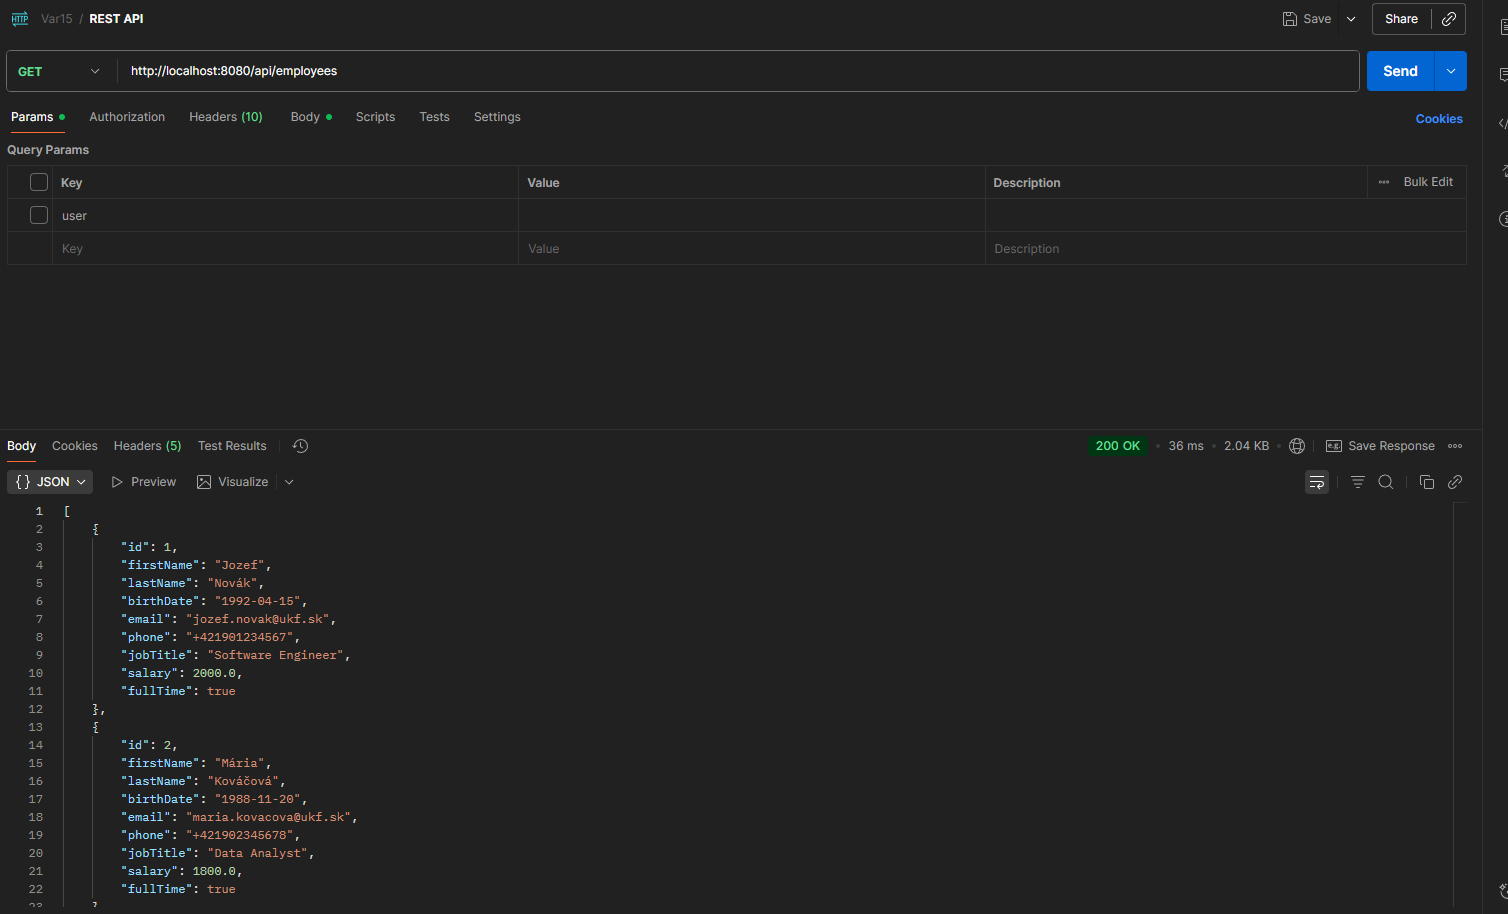 HTTP Var15 / REST API Save Share
GET http://localhost:8080/api/employees Send
Params Authorization Headers (10) Body Scripts Tests Settings Cookies
Query Params
Key Value Description Bulk Edit
user
Key Value Description
Body Cookies Headers (5) Test Results 200 OK 36 ms 2.04 KB e.g. Save Response
{} JSON Preview Visualize
1 [
2 {
3 "id": 1,
4 "firstName": "Jozef",
5 "lastName": "Novák",
6 "birthDate": "1992-04-15",
7 "email": "jozef.novak@ukf.sk",
8 "phone": "+421901234567",
9 "jobTitle": "Software Engineer",
10 "salary": 2000.0,
11 "fullTime": true
12 },
13 {
14 "id": 2,
15 "firstName": "Mária",
16 "lastName": "Kováčová",
17 "birthDate": "1988-11-20",
18 "email": "maria.kovacova@ukf.sk",
19 "phone": "+421902345678",
20 "jobTitle": "Data Analyst",
21 "salary": 1800.0,
22 "fullTime": true